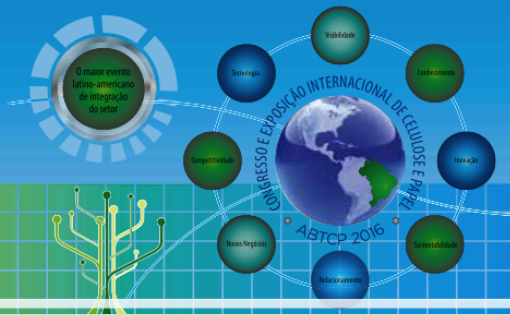 O maior evento
latino-americano
de integração
do setor
Visibilidade
Tecnologia
Conhecimento
CONGRESSO E EXPOSIÇÃO INTERNACIONAL DE CELULOSE E PAPEL
Competitividade
Inovação
ABTCP 2016
Novos Negócios
Sustentabilidade
Relacionamento